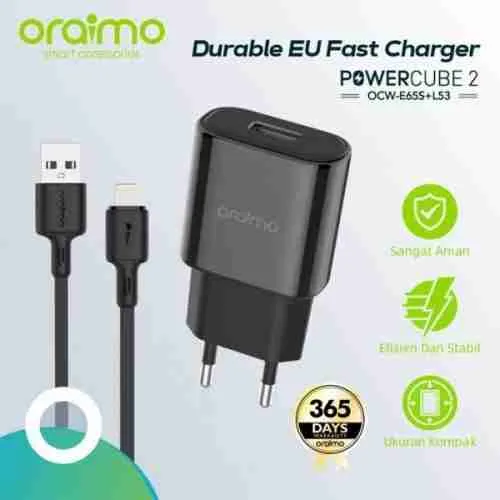 oraimo
smart accessories
Durable EU Fast Charger
POWERCUBE 2
OCW-E65S+L53
oraimo
Sangat Aman
Efisien Dan Stabil
Ukuran Kompak
365
DAYS
WARRANTY
oraimo